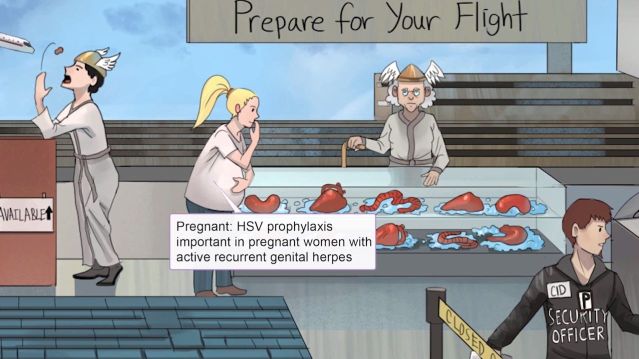 Prepare for Your Flight
AVAILABLE
Pregnant: HSV prophylaxis
important in pregnant women with
active recurrent genital herpes
CID
P
SECURITY
OFFICER
CLOSED